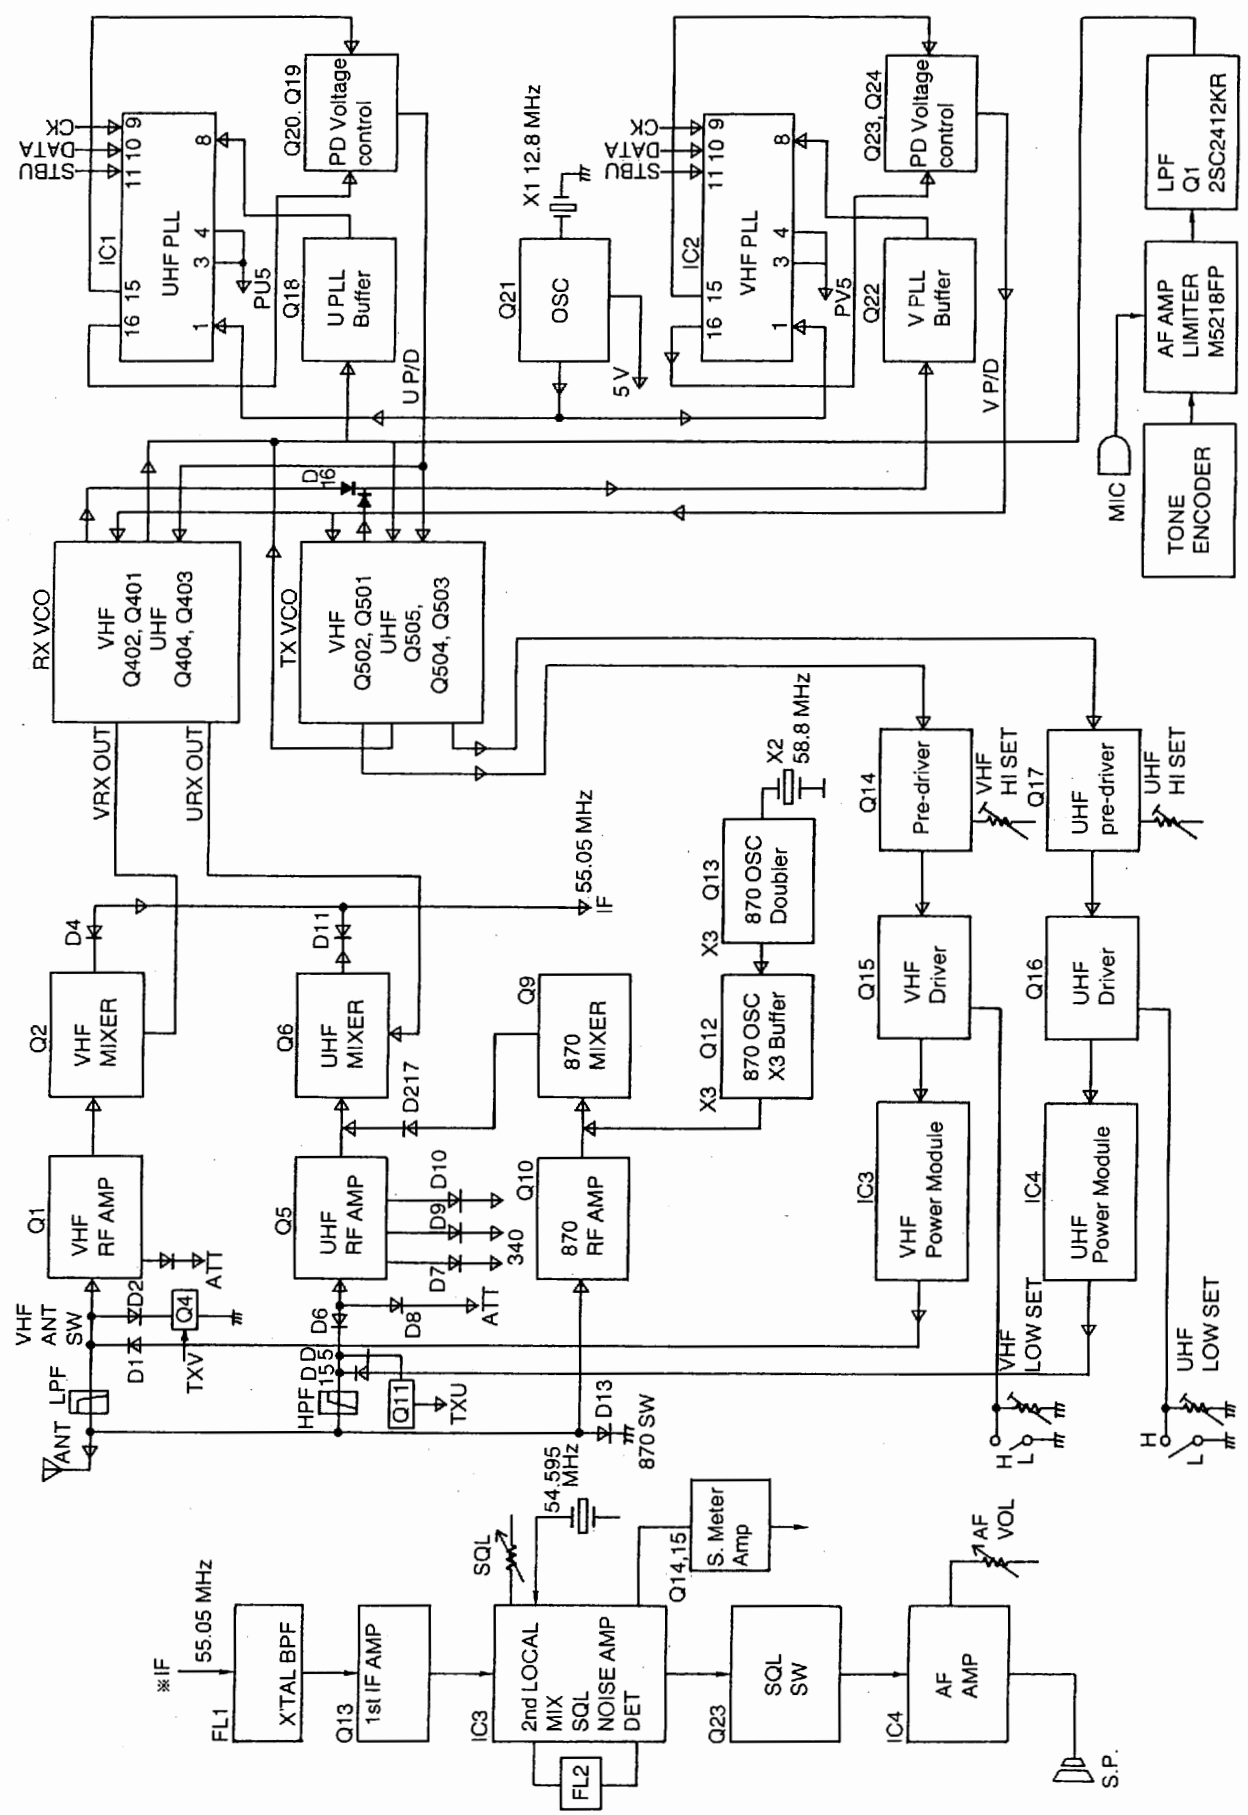 ANT
LPF
VHF
ANT
SW
D1
D2
Q4
TXV
ATT
Q1
VHF
RF AMP
Q2
VHF
MIXER
D4
VRX OUT
URX OUT
RX VCO
VHF
Q402, Q401
UHF
Q404, Q403
IC1
UHF PLL
16
15
11
10
9
1
3
4
8
STBU
DATA
CK
PU5
Q20. Q19
PD Voltage
control
Q18
U PLL
Buffer
U P/D
HPF
D
15
D
5
D6
Q11
TXU
D8
ATT
Q5
UHF
RF AMP
D7
D9
D10
340
Q6
UHF
MIXER
D11
D217
55.05 MHz
IF
TX VCO
VHF
Q502, Q501
UHF
Q505,
Q504, Q503
D
16
Q21
OSC
X1 12.8 MHz
5 V
D13
870 SW
Q10
870
RF AMP
Q9
870
MIXER
X3
Q12
870 OSC
X3 Buffer
X3
Q13
870 OSC
Doubler
X2
58.8 MHz
IC2
VHF PLL
16
15
11
10
9
1
3
4
8
STBU
DATA
CK
PV5
Q23, Q24
PD Voltage
control
Q22
V PLL
Buffer
V P/D
IC3
VHF
Power Module
Q15
VHF
Driver
Q14
Pre-driver
VHF
HI SET
VHF
LOW SET
H
L
IC4
UHF
Power Module
Q16
UHF
Driver
Q17
UHF
pre-driver
UHF
HI SET
UHF
LOW SET
H
L
MIC
TONE
ENCODER
AF AMP
LIMITER
M5218FP
LPF
Q1
2SC2412KR
※IF
55.05 MHz
FL1
X'TAL BPF
Q13
1st IF AMP
IC3
2nd LOCAL
MIX
SQL
NOISE AMP
DET
FL2
SQL
54.595
MHz
Q14,15
S. Meter
Amp
Q23
SQL
SW
IC4
AF
AMP
AF
VOL
S.P.